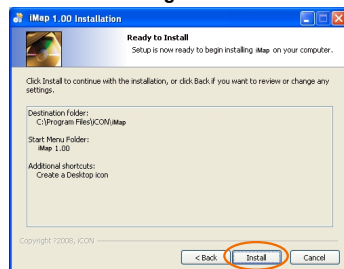 iMap 1.00 Installation
Ready to Install
Setup is now ready to begin installing iMap on your computer.
Click Install to continue with the installation, or click Back if you want to review or change any
settings.
Destination folder:
C:\Program Files\iCON\iMap
Start Menu Folder:
iMap 1.00
Additional shortcuts:
Create a Desktop icon
Copyright ?2008, iCON
< Back
Install
Cancel